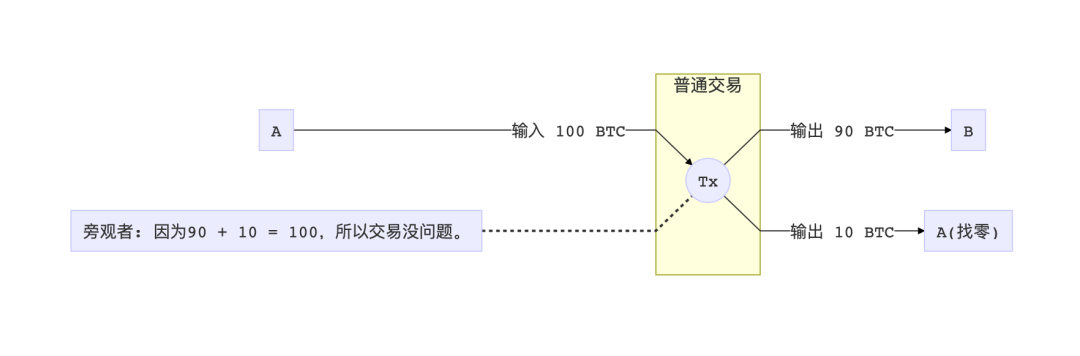 普通交易
A
输入 100 BTC
输出 90 BTC
B
Tx
旁观者：因为90 + 10 = 100，所以交易没问题。
输出 10 BTC
A(找零)